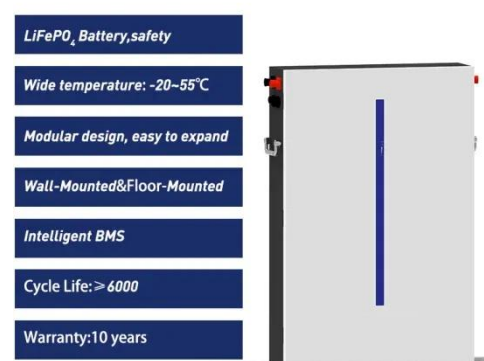 LiFePO₄ Battery,safety
Wide temperature: -20~55℃
Modular design, easy to expand
Wall-Mounted&Floor-Mounted
Intelligent BMS
Cycle Life:≥6000
Warranty:10 years